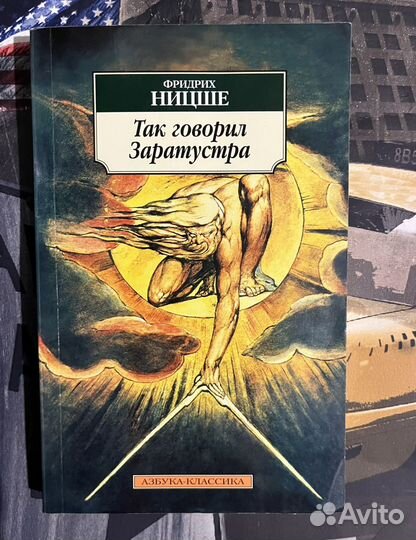 ФРИДРИХ
НИЦШЕ
Так говорил
Заратустра
АЗБУКА-КЛАССИКА
Avito